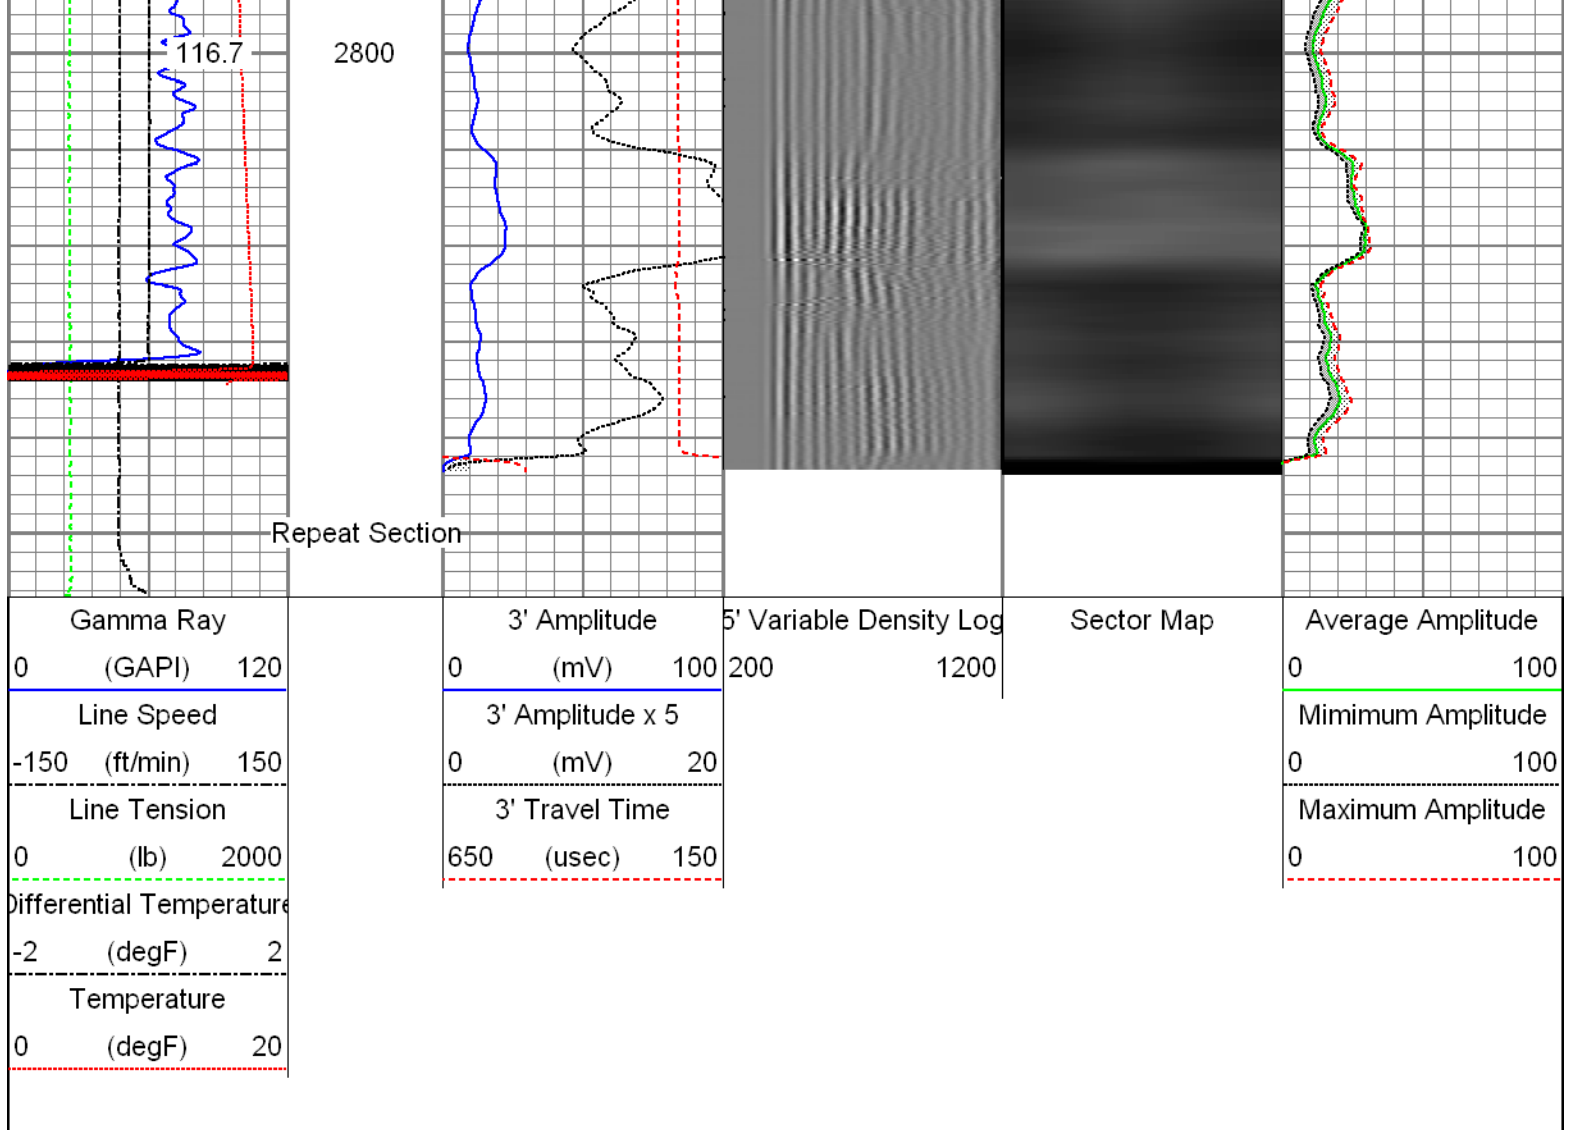 116.7
2800
Repeat Section
Gamma Ray
0 (GAPI) 120
Line Speed
-150 (ft/min) 150
Line Tension
0 (lb) 2000
Differential Temperature
-2 (degF) 2
Temperature
0 (degF) 20
3' Amplitude
0 (mV) 100
3' Amplitude x 5
0 (mV) 20
3' Travel Time
650 (usec) 150
5' Variable Density Log
200 1200
Sector Map
Average Amplitude
0 100
Mimimum Amplitude
0 100
Maximum Amplitude
0 100